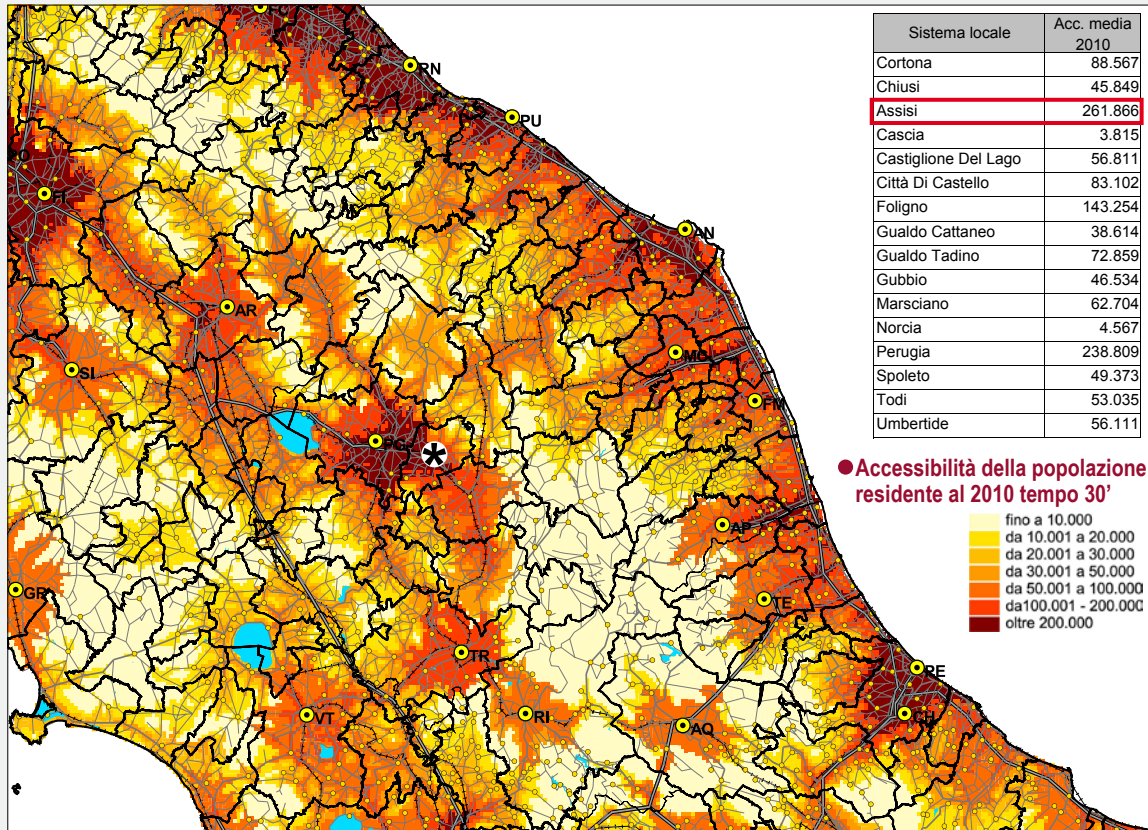 Sistema locale Acc. media 2010
Cortona 88.567
Chiusi 45.849
Assisi 261.866
Cascia 3.815
Castiglione Del Lago 56.811
Città Di Castello 83.102
Foligno 143.254
Gualdo Cattaneo 38.614
Gualdo Tadino 72.859
Gubbio 46.534
Marsciano 62.704
Norcia 4.567
Perugia 238.809
Spoleto 49.373
Todi 53.035
Umbertide 56.111
Accessibilità della popolazione
residente al 2010 tempo 30’
fino a 10.000
da 10.001 a 20.000
da 20.001 a 30.000
da 30.001 a 50.000
da 50.001 a 100.000
da100.001 - 200.000
oltre 200.000
RN
PU
FI
AN
AR
MC
SI
FM
PG
*
AP
GR
TE
TR
PE
VT
RI
CH
AQ